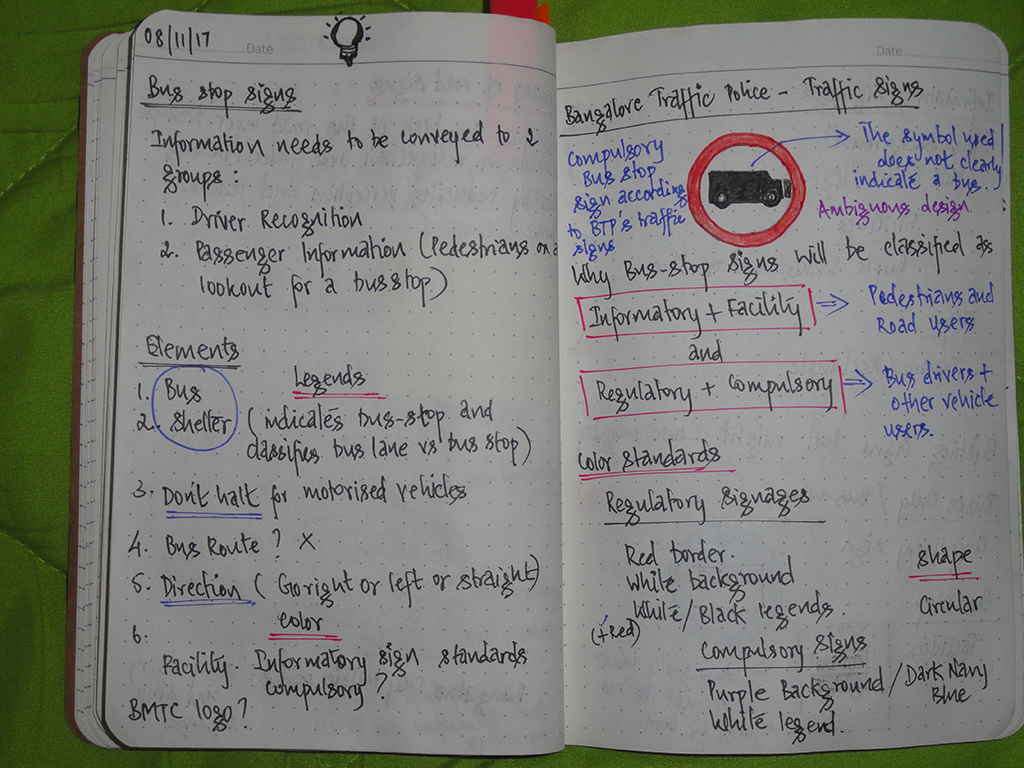 08/11/17
Date
Bus stop signs
Information needs to be conveyed to 2
groups:
1. Driver Recognition
2. Passenger Information (Pedestrians on a
lookout for a busstop)
Elements
1. Bus
Legends
2. Shelter (indicates bus-stop and
classifies bus lane vs bus stop)
3. Don't halt for motorised vehicles
4. Bus Route? X
5. Direction (Go right or left or straight)
6.
Color
Facility. Informatory sign standards
Compulsory?
BMTC logo?
Date
Bangalore Traffic Police - Traffic Signs
Compulsory
Bus stop
sign according
to BTP's traffic
signs
The symbol used
does not clearly
indicate a bus.
Ambiguous design
Why Bus-stop signs will be classified as
Informatory + Facility ⇒ Pedestrians and
Road users
and
Regulatory + Compulsory ⇒ Bus drivers +
other vehicle
users.
Color Standards
Regulatory Signages
Red border.
White background
White/Black legends.
(+Red)
Shape
Circular
Compulsory Signs
Purple Background / Dark Navy
Blue
White legend.